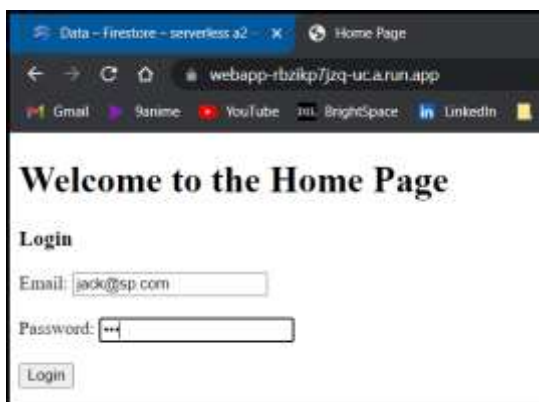 Data – Firestore – serverless a2 –
Home Page
webapp-rbzikp7jzq-uc.a.run.app
Gmail 9anime YouTube BrightSpace LinkedIn
Welcome to the Home Page
Login
Email: jack@sp.com
Password: •••
Login